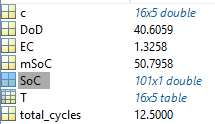 c 16x5 double
DoD 40.6059
EC 1.3258
mSoC 50.7958
SoC 101x1 double
T 16x5 table
total_cycles 12.5000